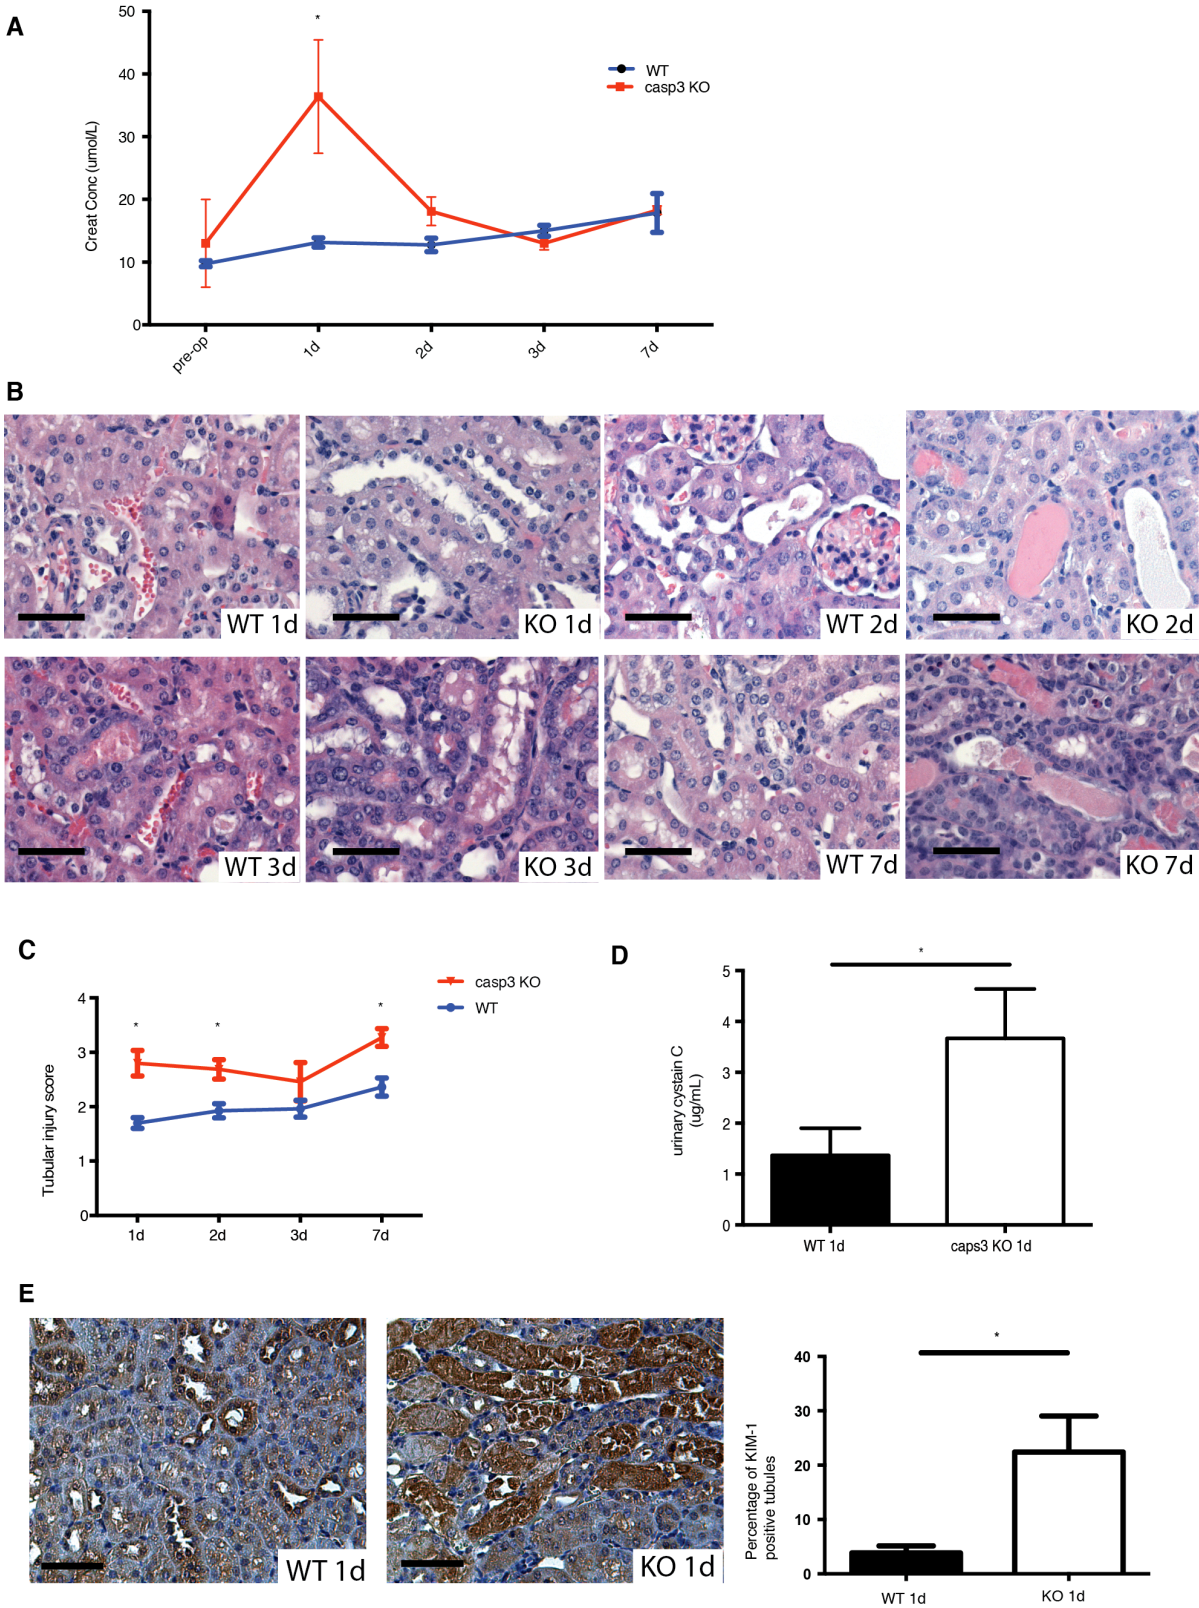 A
50
*
40
30
20
10
0
Creat Conc (umol/L)
pre-op
1d
2d
3d
7d
WT
casp3 KO
B
WT 1d
KO 1d
WT 2d
KO 2d
WT 3d
KO 3d
WT 7d
KO 7d
C
casp3 KO
WT
4
3
2
1
0
*
*
*
Tubular injury score
1d
2d
3d
7d
D
*
5
4
3
2
1
0
urinary cystain C
(ug/mL)
WT 1d
caps3 KO 1d
E
WT 1d
KO 1d
*
40
30
20
10
0
Percentage of KIM-1
positive tubules
WT 1d
KO 1d